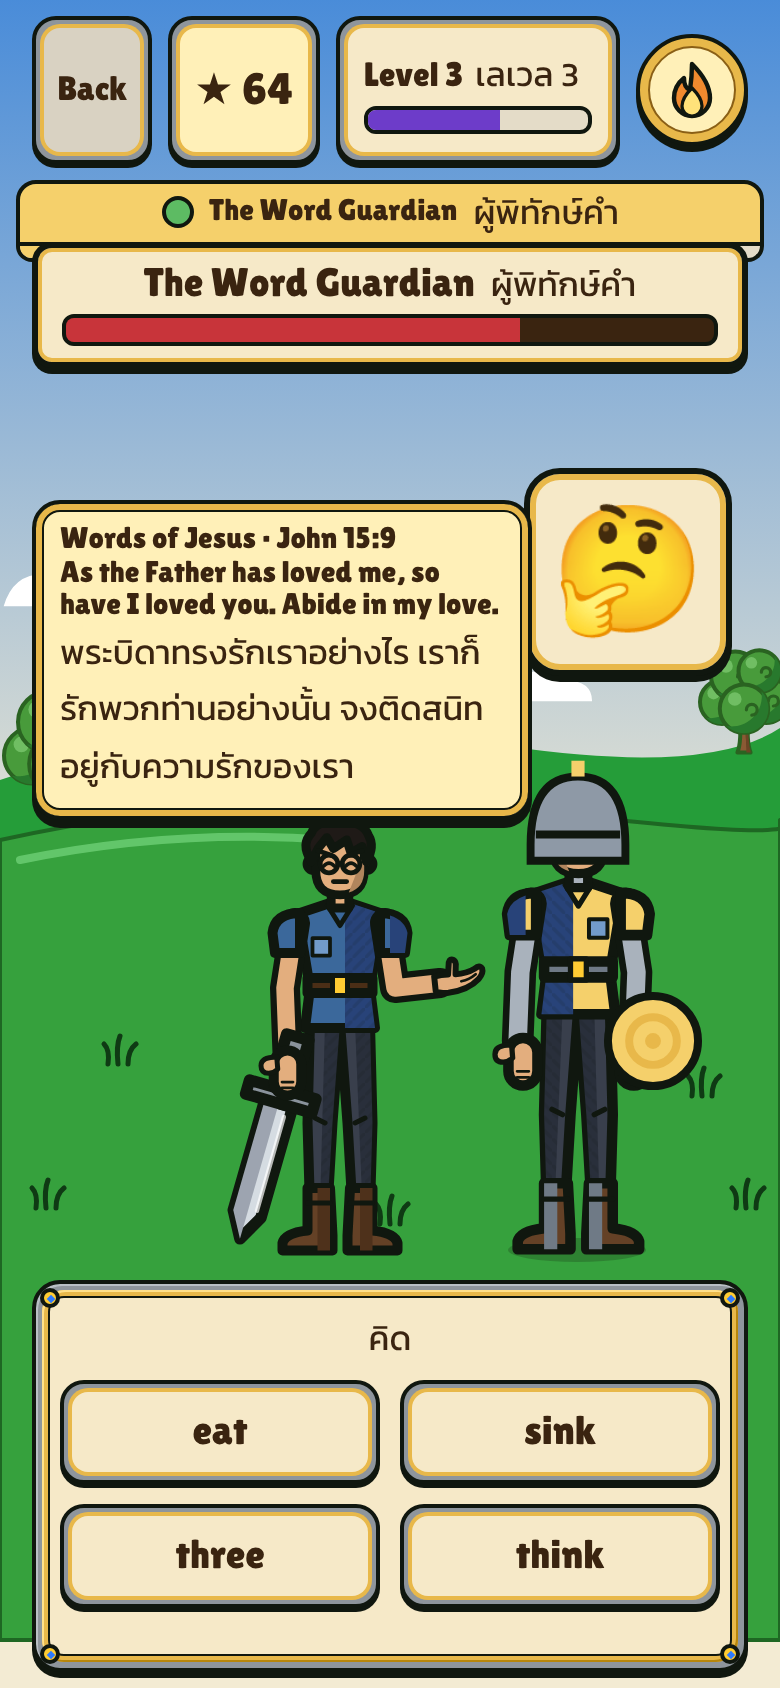 Back
★ 64
Level 3 เลเวล 3
The Word Guardian ผู้พิทักษ์คำ
The Word Guardian ผู้พิทักษ์คำ
Words of Jesus · John 15:9
As the Father has loved me, so
have I loved you. Abide in my love.
พระบิดาทรงรักเราอย่างไร เราก็
รักพวกท่านอย่างนั้น จงติดสนิท
อยู่กับความรักของเรา
คิด
eat
sink
three
think